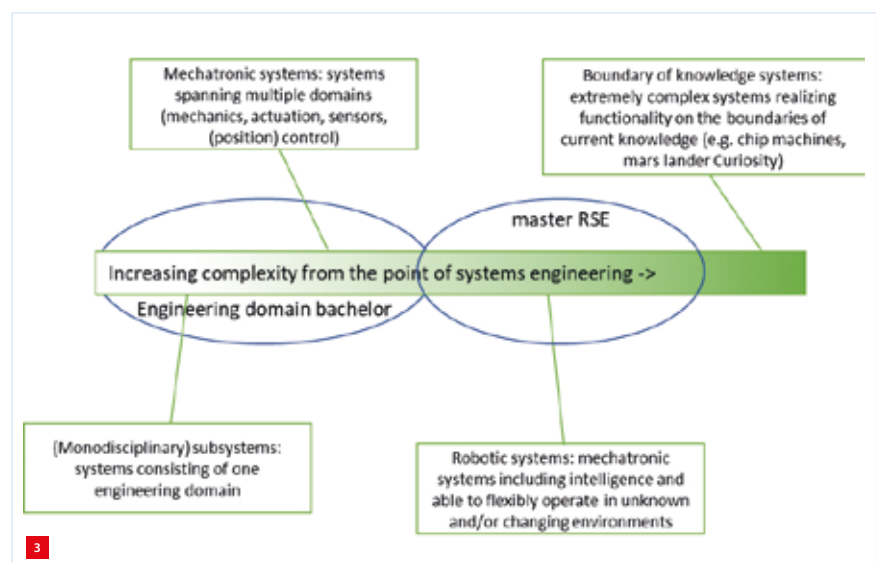 Mechatronic systems: systems
spanning multiple domains
(mechanics, actuation, sensors,
(position) control)
Boundary of knowledge systems:
extremely complex systems realizing
functionality on the boundaries of
current knowledge (e.g. chip machines,
mars lander Curiosity)
master RSE
Increasing complexity from the point of systems engineering ->
Engineering domain bachelor
(Monodisciplinary) subsystems:
systems consisting of one
engineering domain
Robotic systems: mechatronic
systems including intelligence and
able to flexibly operate in unknown
and/or changing environments
3